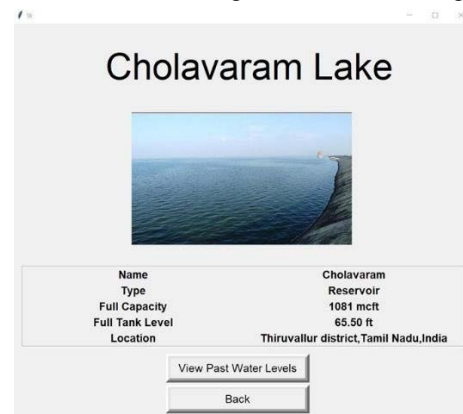 Cholavaram Lake
Name Cholavaram
Type Reservoir
Full Capacity 1081 mcft
Full Tank Level 65.50 ft
Location Thiruvallur district,Tamil Nadu,India
View Past Water Levels
Back